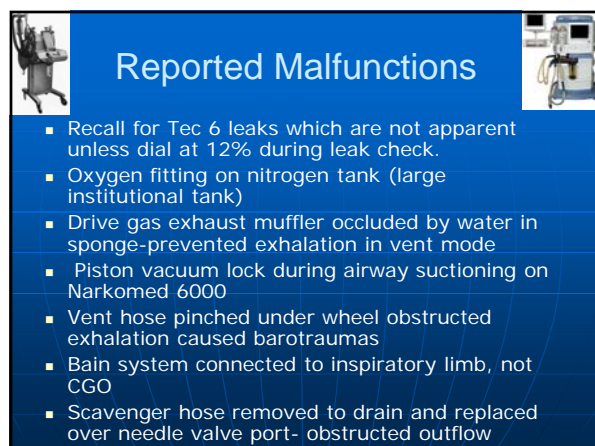 Reported Malfunctions
▪ Recall for Tec 6 leaks which are not apparent
unless dial at 12% during leak check.
▪ Oxygen fitting on nitrogen tank (large
institutional tank)
▪ Drive gas exhaust muffler occluded by water in
sponge-prevented exhalation in vent mode
▪ Piston vacuum lock during airway suctioning on
Narkomed 6000
▪ Vent hose pinched under wheel obstructed
exhalation caused barotraumas
▪ Bain system connected to inspiratory limb, not
CGO
▪ Scavenger hose removed to drain and replaced
over needle valve port- obstructed outflow